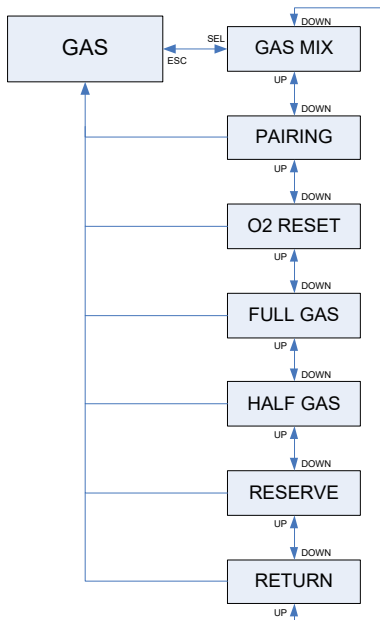 DOWN
GAS
SEL
GAS MIX
ESC
UP
DOWN
PAIRING
UP
DOWN
O2 RESET
UP
DOWN
FULL GAS
UP
DOWN
HALF GAS
UP
DOWN
RESERVE
UP
DOWN
RETURN
UP